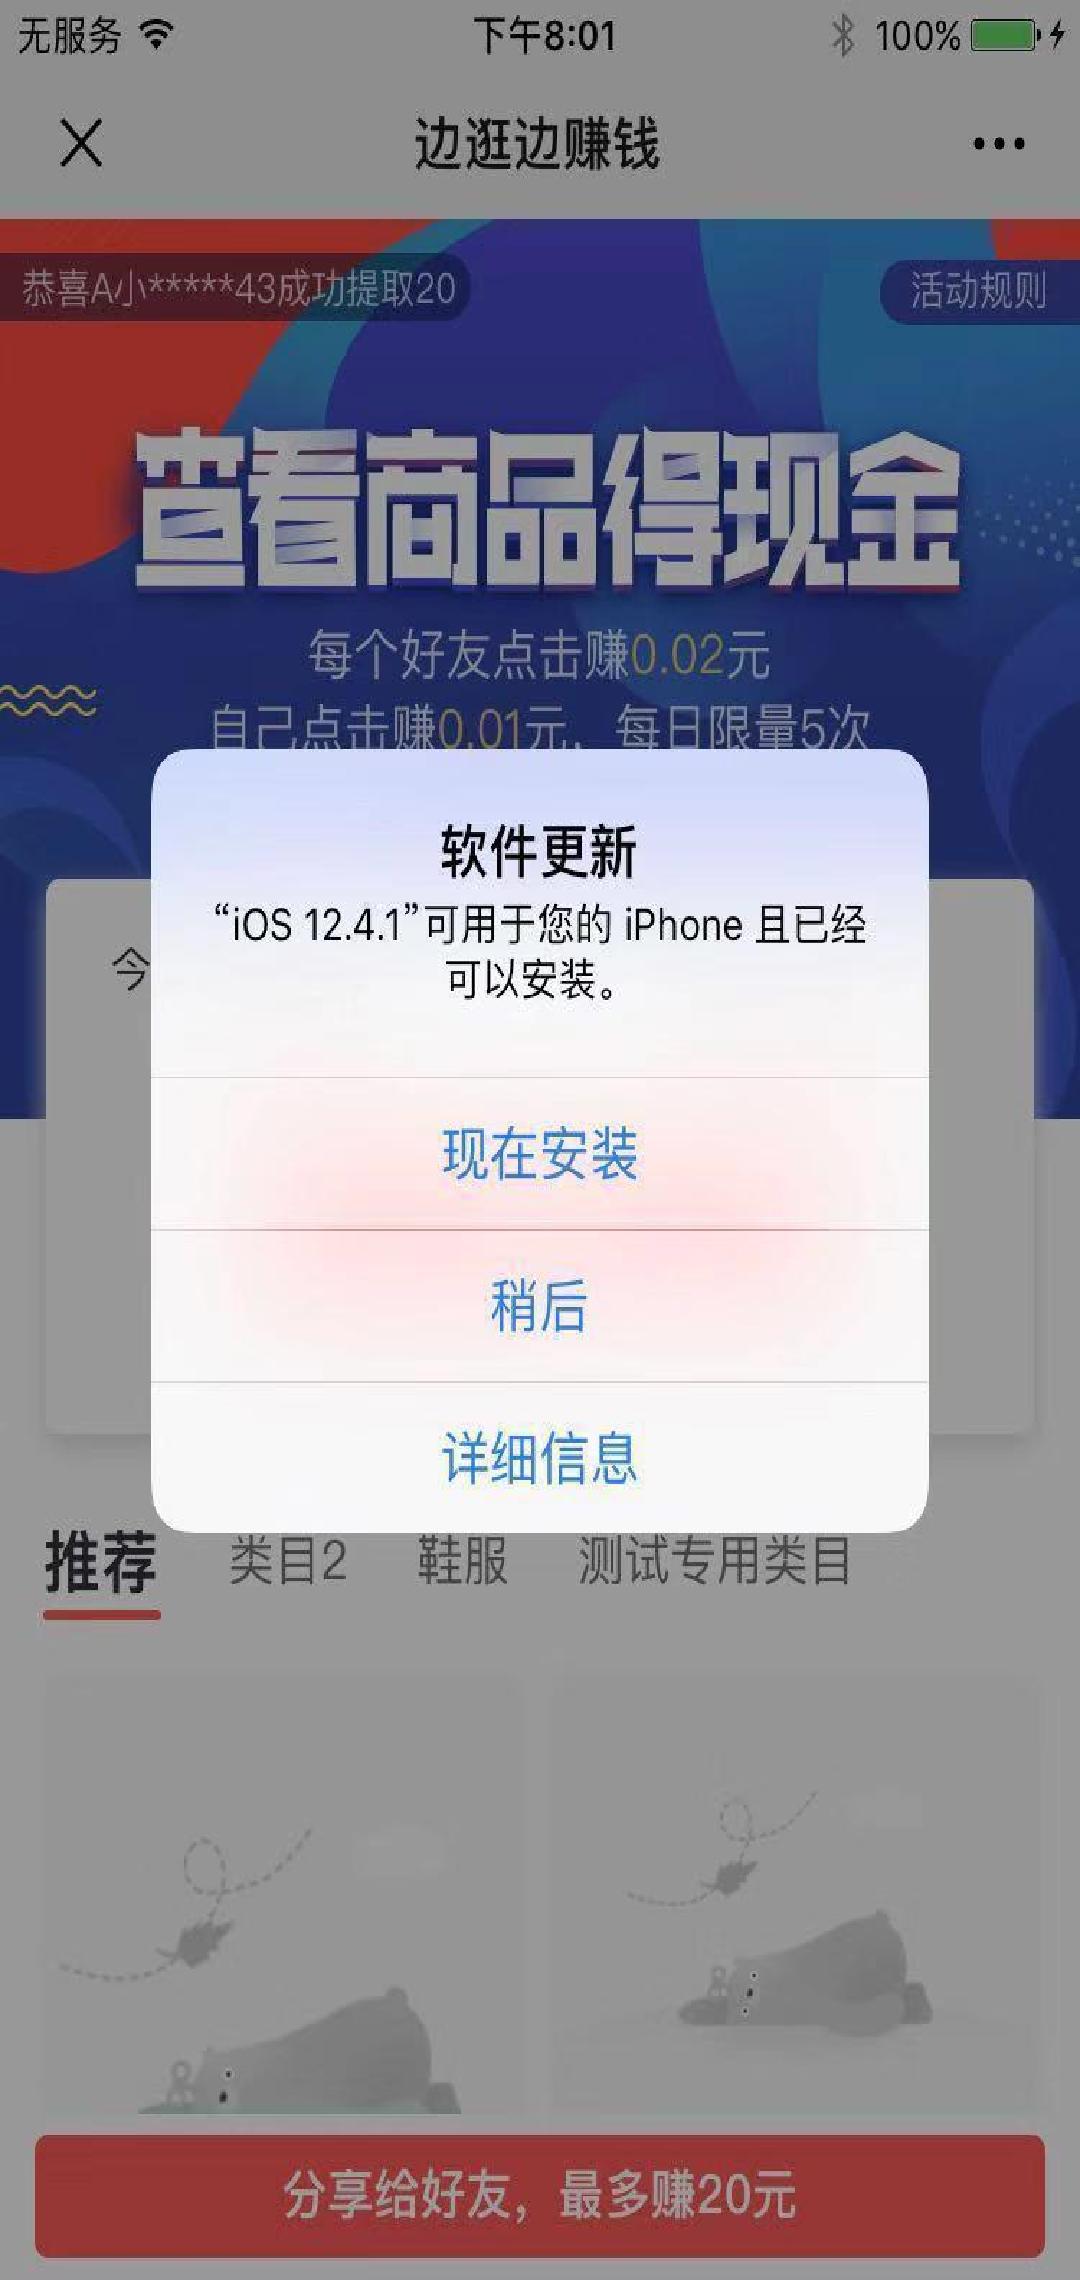 无服务 下午8:01 100%
边逛边赚钱
恭喜A小*****43成功提取20
活动规则
查看商品得现金
每个好友点击赚0.02元
自己点击赚0.01元，每日限量5次
软件更新
“iOS 12.4.1”可用于您的 iPhone 且已经
可以安装。
今
现在安装
稍后
详细信息
推荐 类目2 鞋服 测试专用类目
分享给好友，最多赚20元